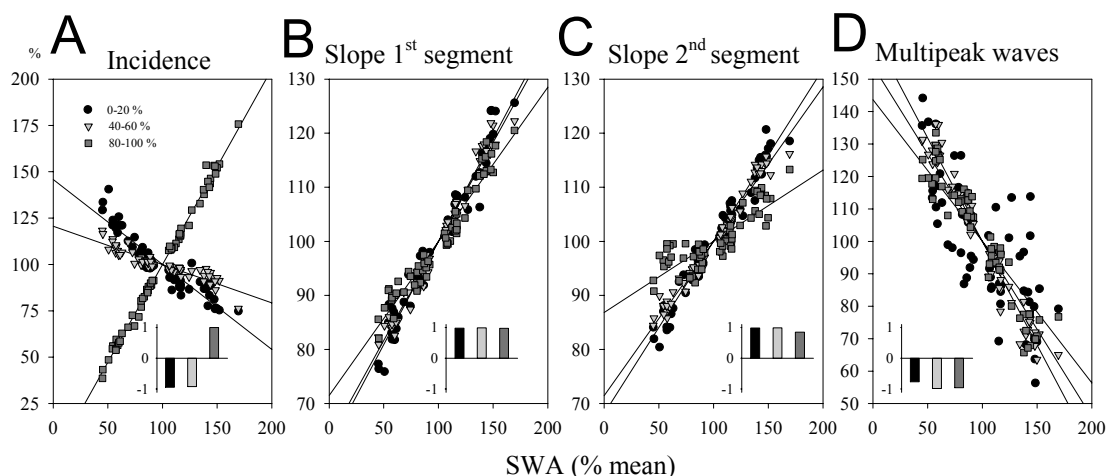 A B C D
% Incidence Slope 1st segment Slope 2nd segment Multipeak waves
200 130 130 150
0-20 %
40-60 %
80-100 %
175 120 120 140
150 110 110 130
125 100 100 120
100 90 90 110
75 80 80 100
50 70 70 90
25 80
70
60
50
1 0 -1
1 0 -1
1 0 -1
1 0 -1
0 50 100 150 200 0 50 100 150 200 0 50 100 150 200 0 50 100 150 200
SWA (% mean)